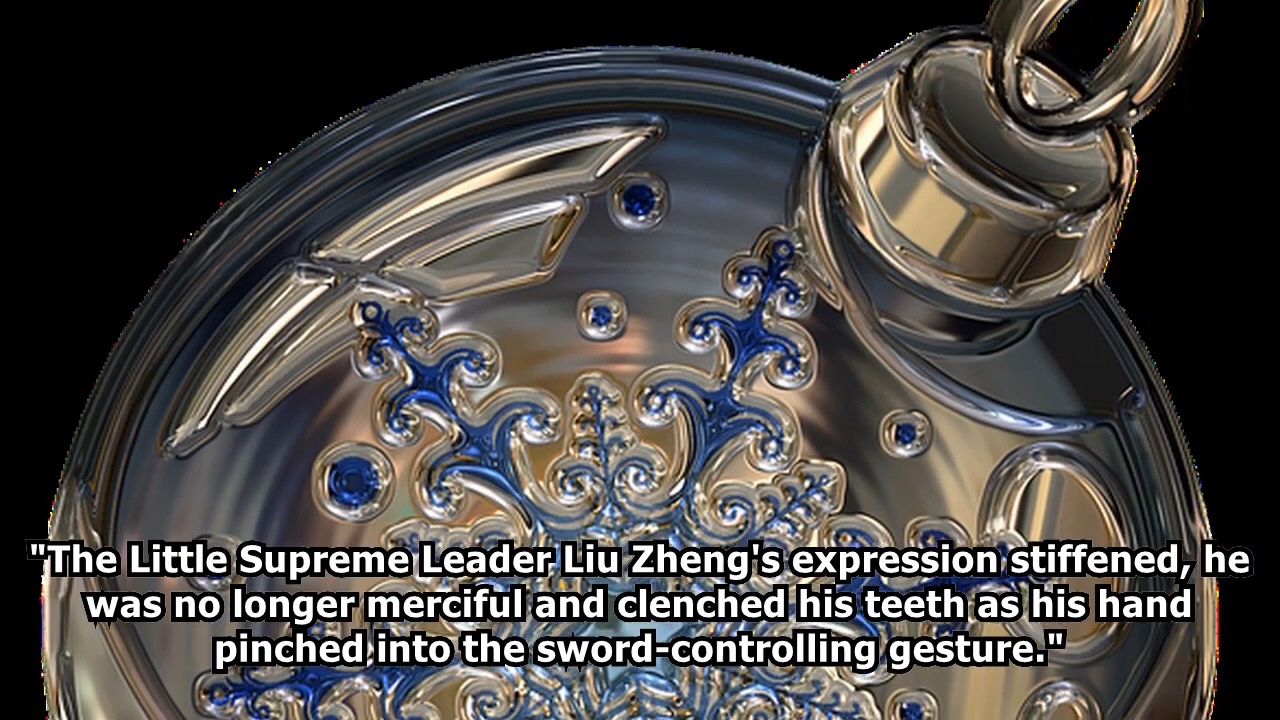 "The Little Supreme Leader Liu Zheng's expression stiffened, he
was no longer merciful and clenched his teeth as his hand
pinched into the sword-controlling gesture."